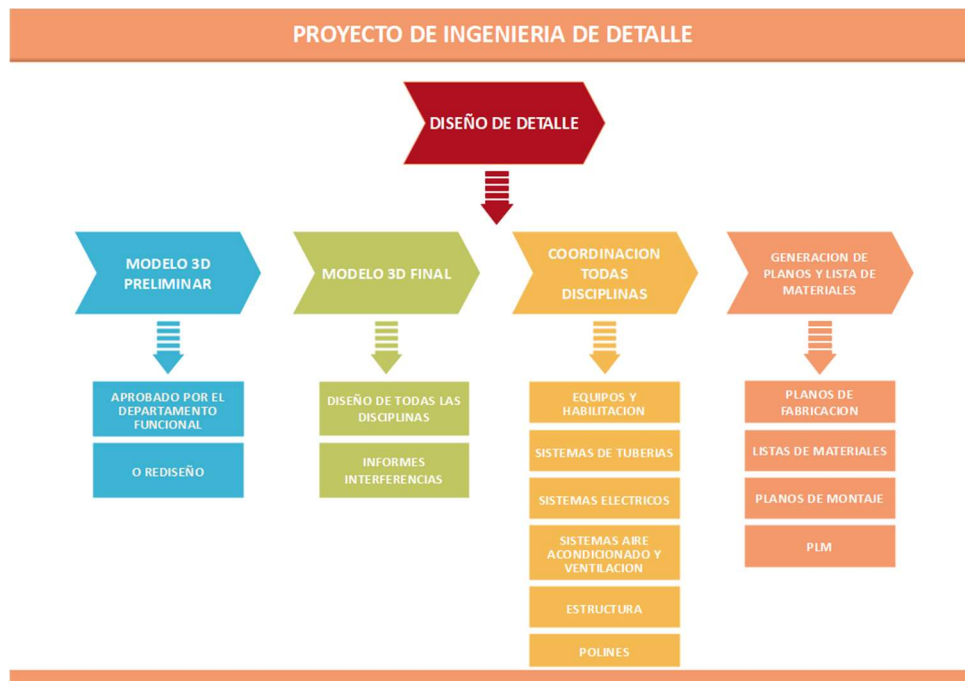 PROYECTO DE INGENIERIA DE DETALLE
DISEÑO DE DETALLE
MODELO 3D
PRELIMINAR
MODELO 3D FINAL
COORDINACION
TODAS
DISCIPLINAS
GENERACION DE
PLANOS Y LISTA DE
MATERIALES
APROBADO POR EL
DEPARTAMENTO
FUNCIONAL
O REDISEÑO
DISEÑO DE TODAS LAS
DISCIPLINAS
INFORMES
INTERFERENCIAS
EQUIPOS Y
HABILITACION
SISTEMAS DE TUBERIAS
SISTEMAS ELECTRICOS
SISTEMAS AIRE
ACONDICIONADO Y
VENTILACION
ESTRUCTURA
POLINES
PLANOS DE
FABRICACION
LISTAS DE MATERIALES
PLANOS DE MONTAJE
PLM